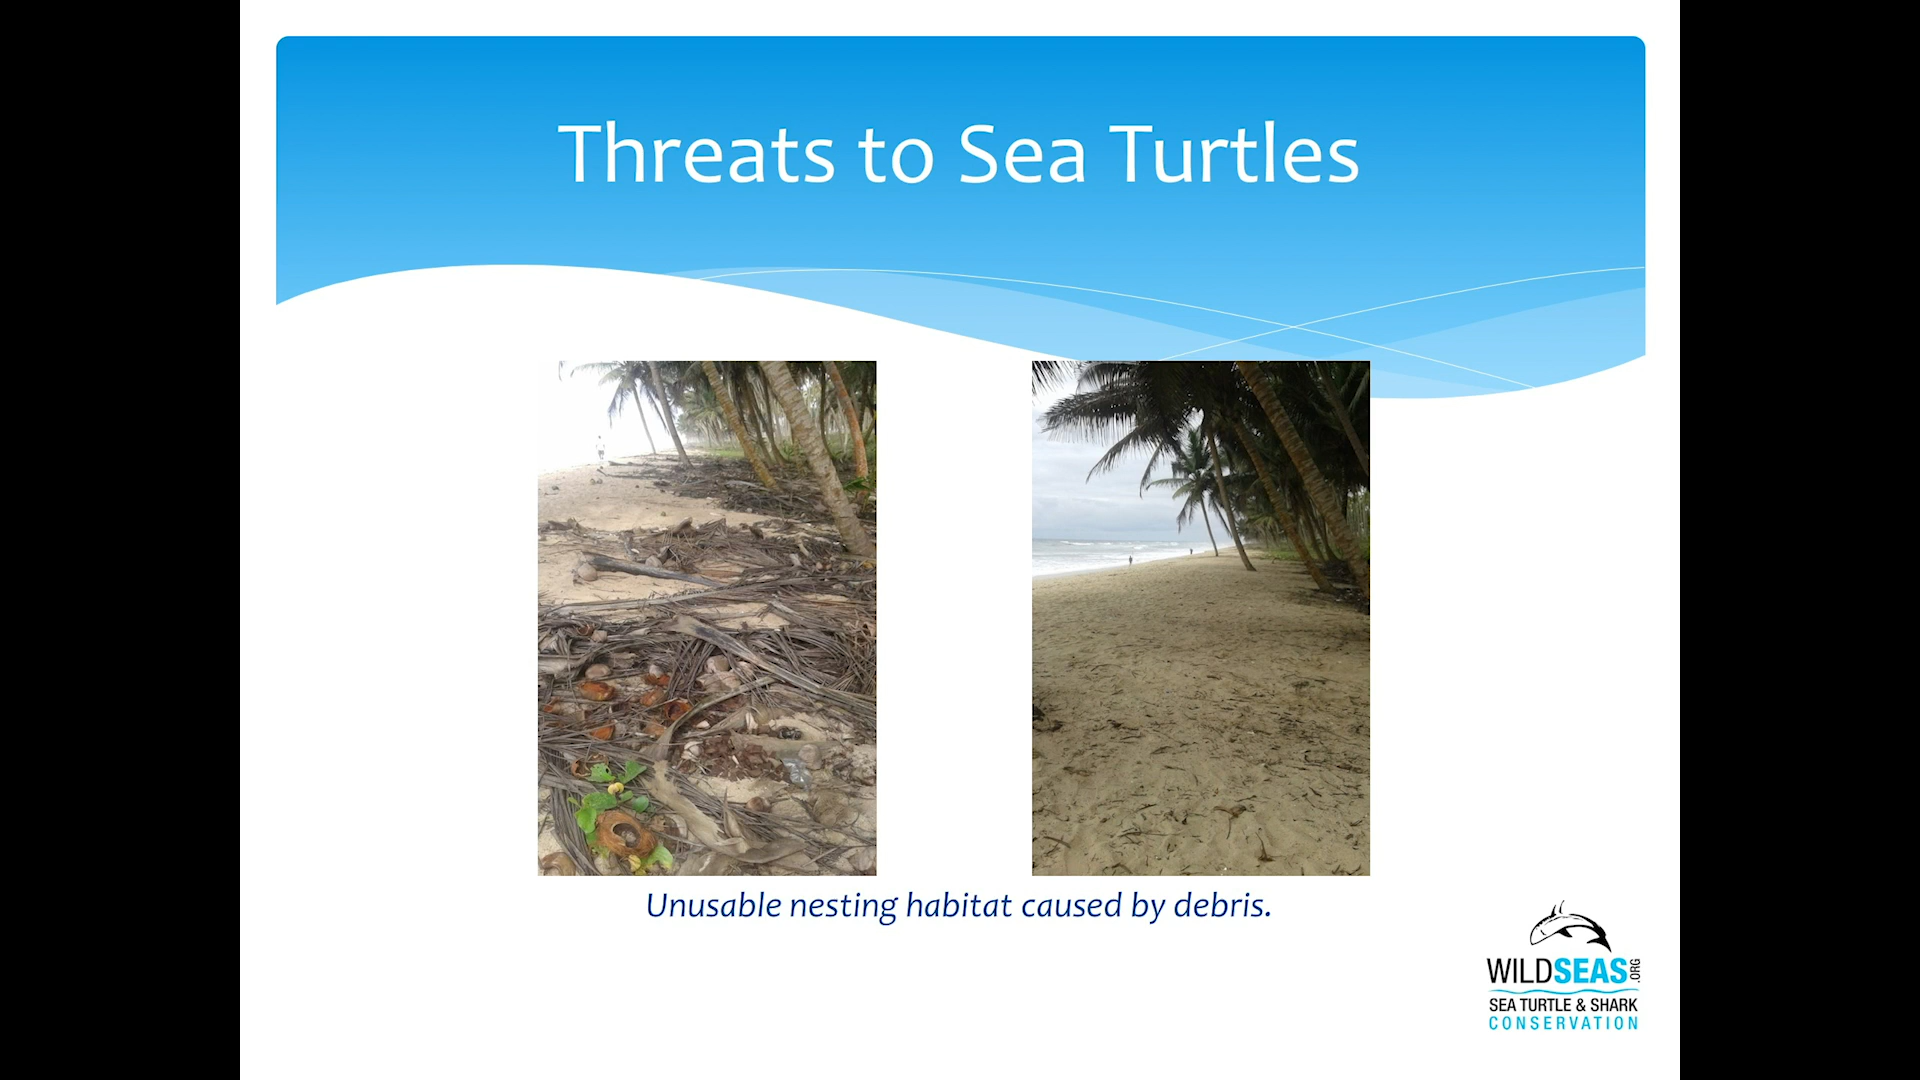 Threats to Sea Turtles
Unusable nesting habitat caused by debris.
WILDSEAS.ORG
SEA TURTLE & SHARK
CONSERVATION